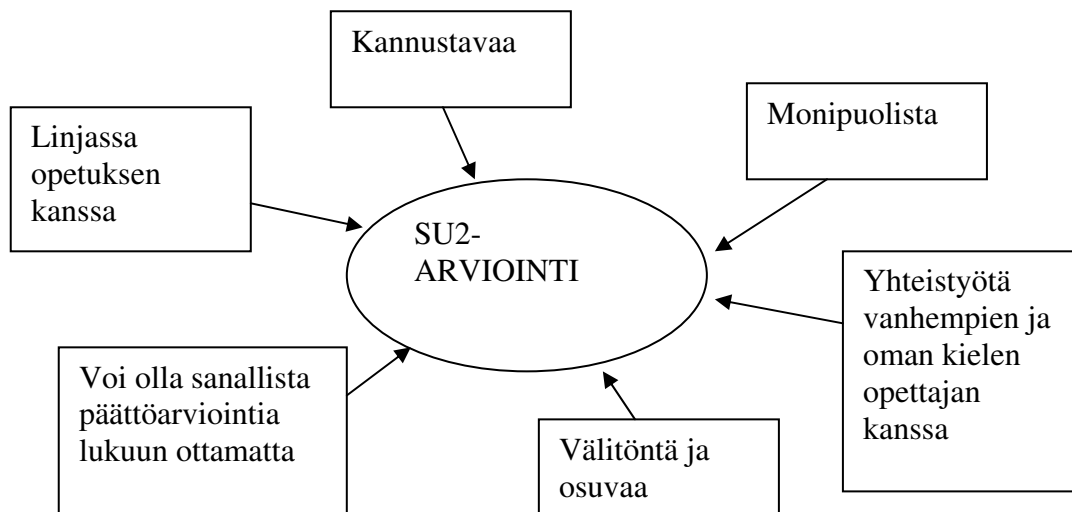 Kannustavaa
Monipuolista
Linjassa
opetuksen
kanssa
SU2-
ARVIOINTI
Yhteistyötä
vanhempien ja
oman kielen
opettajan
kanssa
Voi olla sanallista
päättöarviointia
lukuun ottamatta
Välitöntä ja
osuvaa